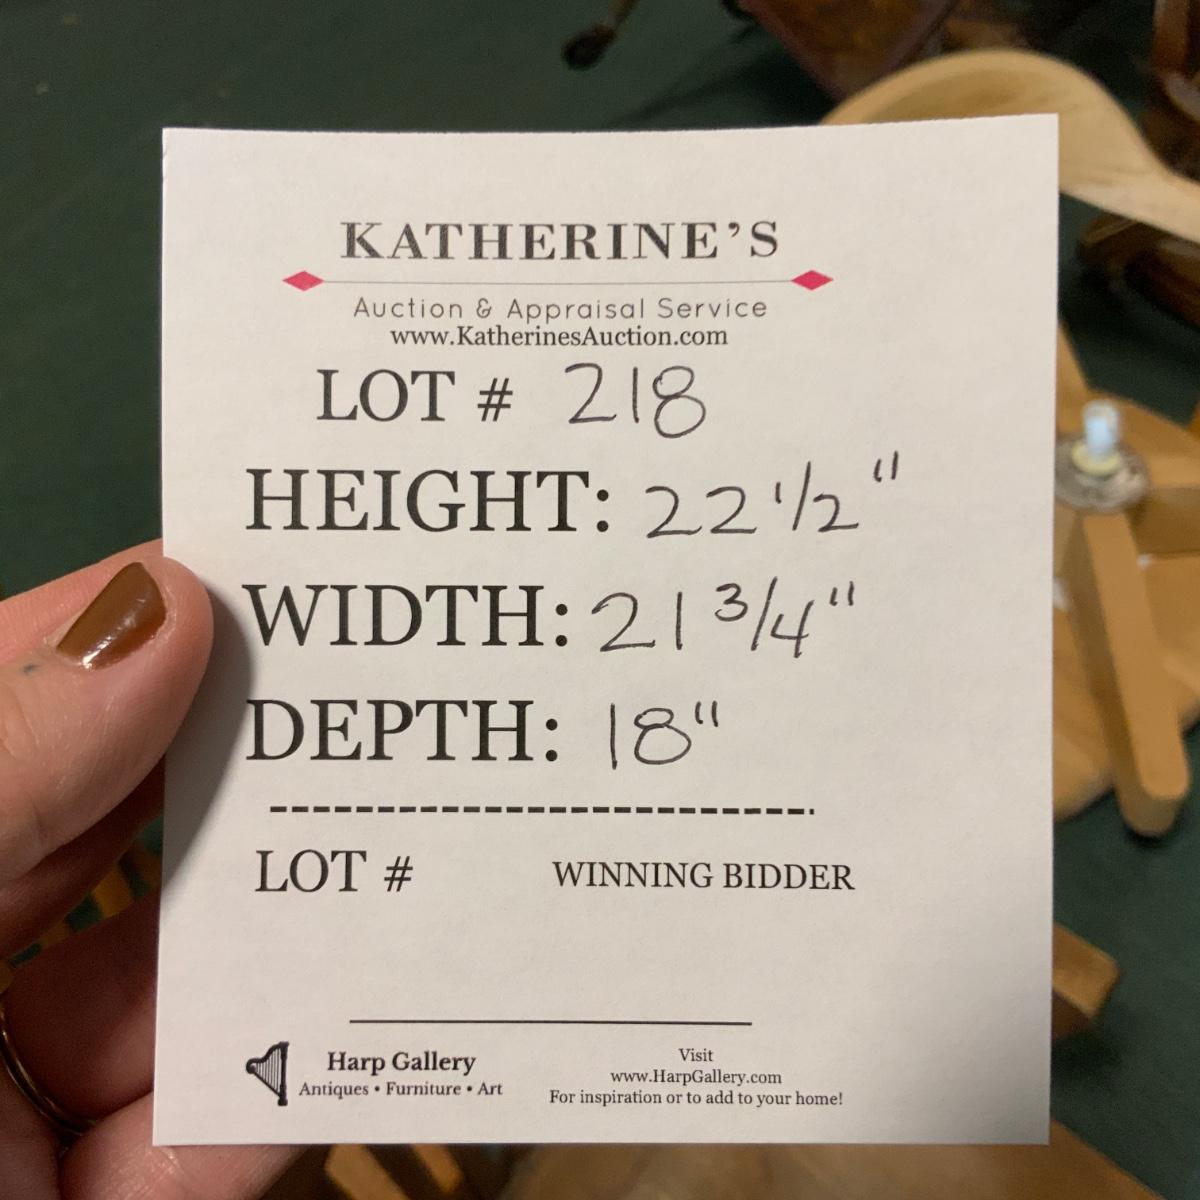 KATHERINE'S
Auction & Appraisal Service
www.KatherinesAuction.com
LOT # 218
HEIGHT: 22 1/2"
WIDTH: 21 3/4"
DEPTH: 18"
LOT # WINNING BIDDER
Harp Gallery
Antiques • Furniture • Art
Visit
www.HarpGallery.com
For inspiration or to add to your home!